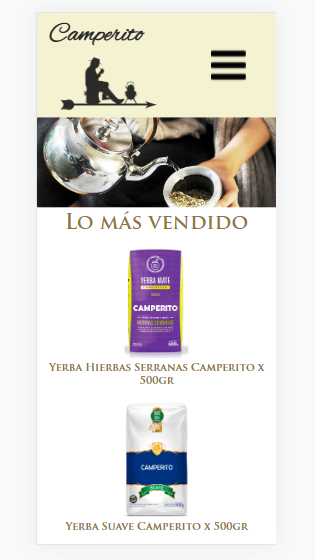 Camperito
Lo más vendido
YERBA MATE
CAMPERITO
HIERBAS SERRANAS
Yerba Hierbas Serranas Camperito x
500gr
CAMPERITO
SUAVE
500g
Yerba Suave Camperito x 500gr